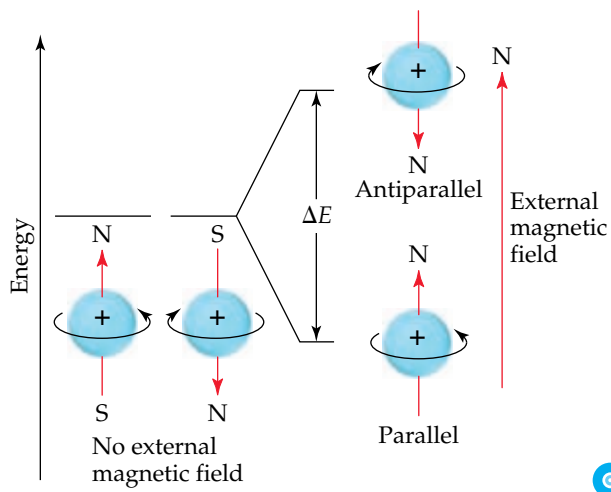 Energy
N
S
S
N
No external
magnetic field
ΔE
+
+
+
N
Antiparallel
N
+
Parallel
N
External
magnetic
field